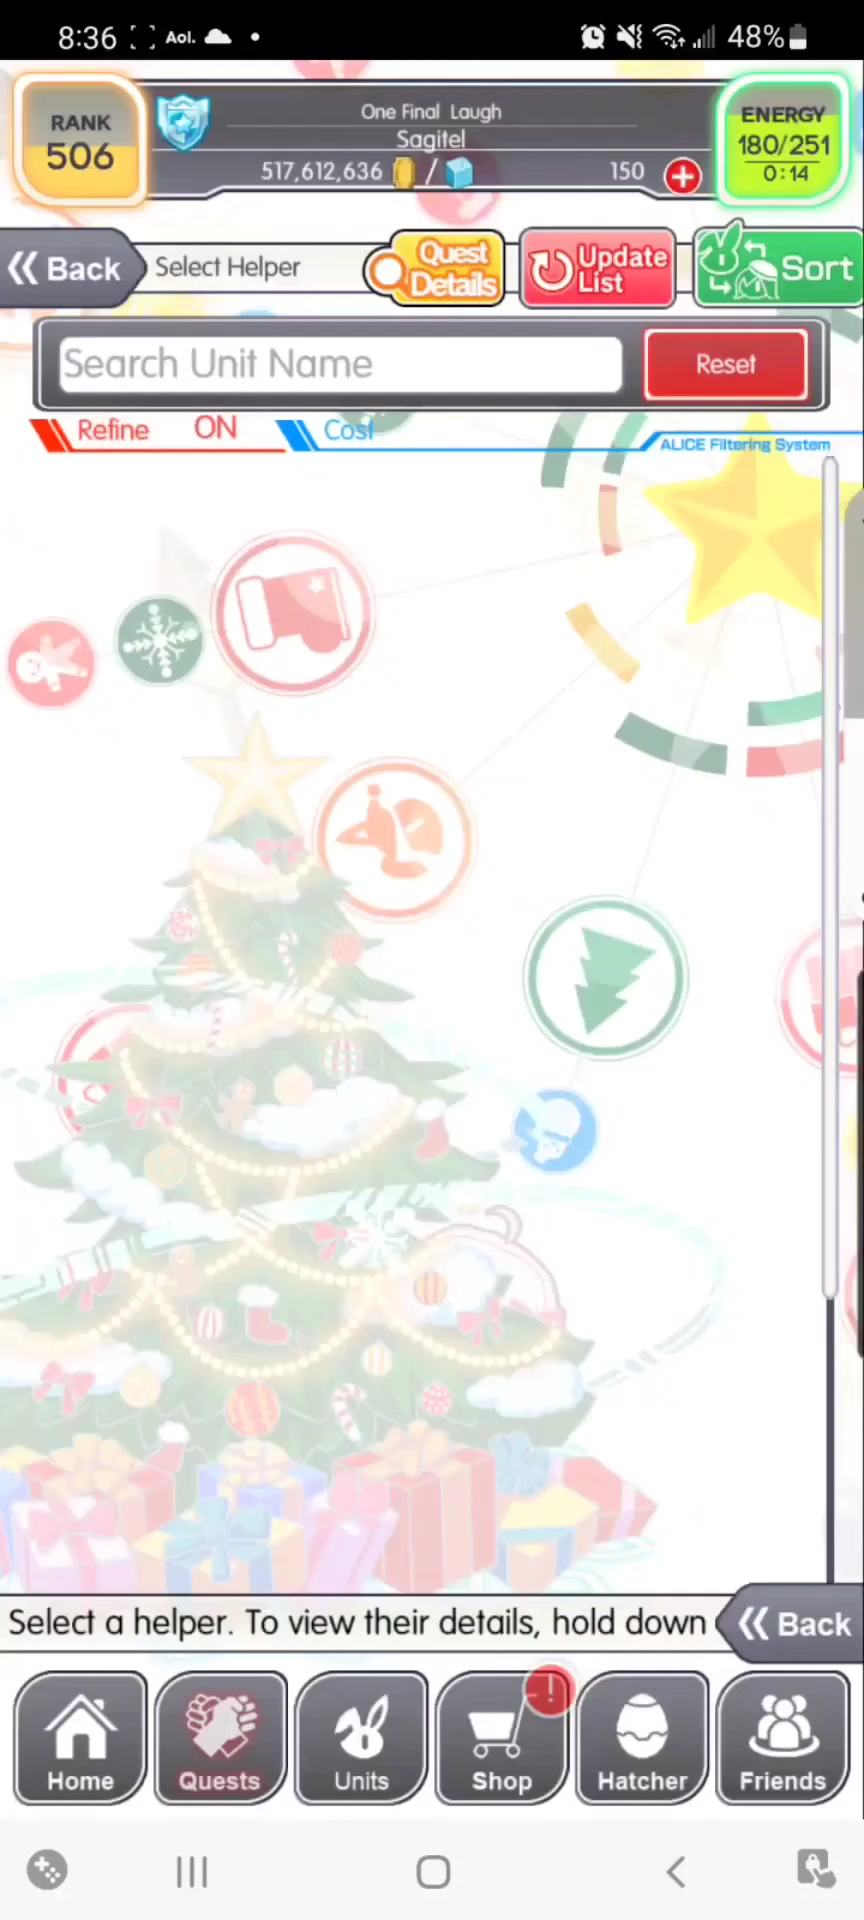 8:36 Aol. 48%
RANK
506
One Final Laugh
Sagitel
517,612,636 / 150
ENERGY
180/251
0:14
Back
Select Helper
Quest
Details
Update
List
Sort
Search Unit Name
Reset
Refine ON
Cost
ALICE Filtering System
Select a helper. To view their details, hold down
Back
Home
Quests
Units
Shop
Hatcher
Friends